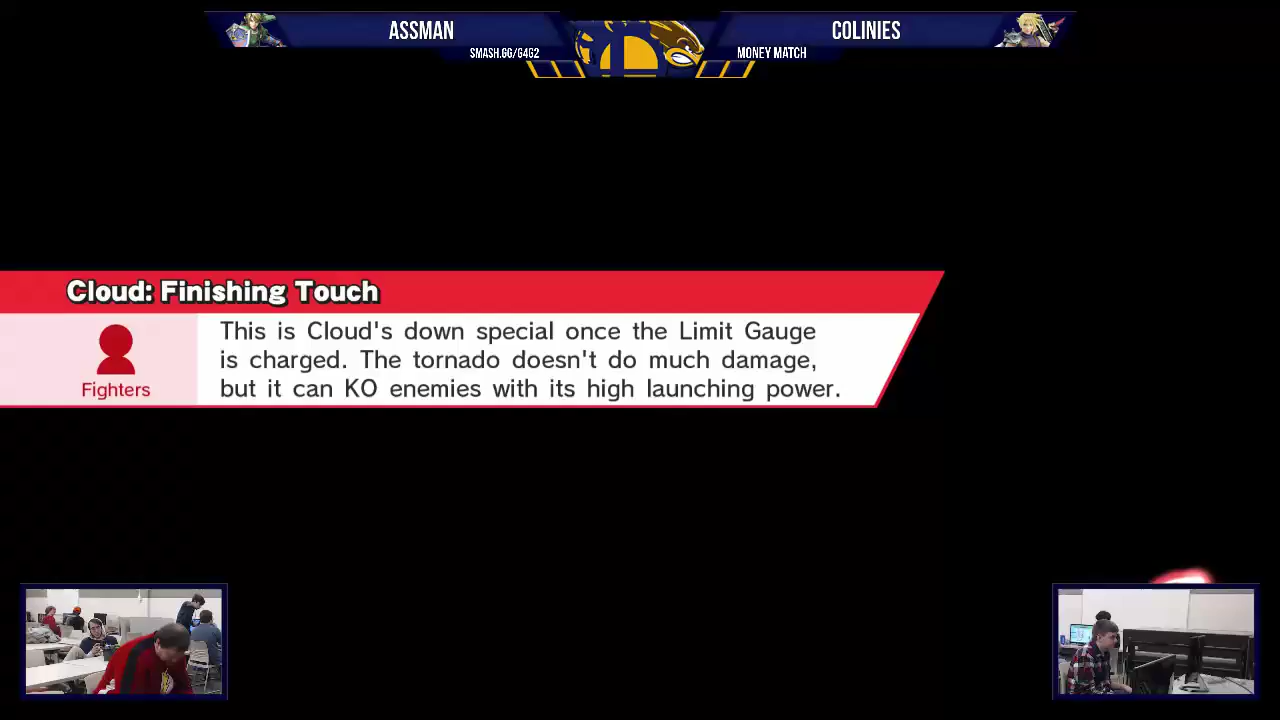 ASSMAN
COLINIES
SMASH.GG/G4G2
MONEY MATCH
Cloud: Finishing Touch
This is Cloud's down special once the Limit Gauge
is charged. The tornado doesn't do much damage,
but it can KO enemies with its high launching power.
Fighters